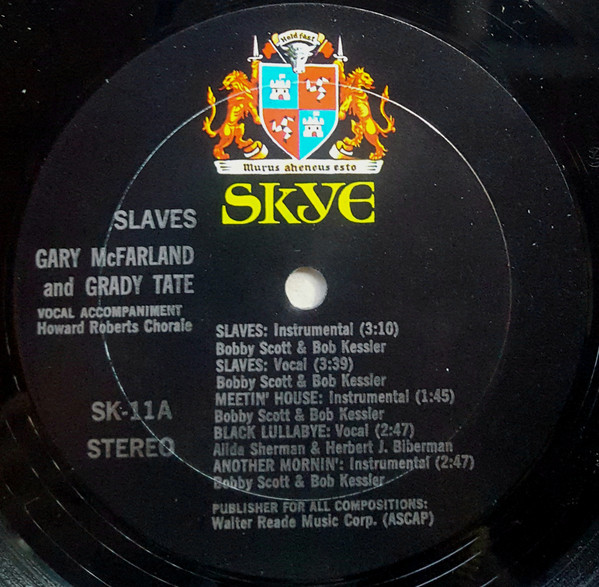 Hold fast
Murus aheneus esto
SKYE
SLAVES
GARY McFARLAND
and GRADY TATE
VOCAL ACCOMPANIMENT
Howard Roberts Chorale
SK-11A
STEREO
SLAVES: Instrumental (3:10)
Bobby Scott & Bob Kessler
SLAVES: Vocal (3:39)
Bobby Scott & Bob Kessler
MEETIN' HOUSE: Instrumental (1:45)
Bobby Scott & Bob Kessler
BLACK LULLABYE: Vocal (2:47)
Alida Sherman & Herbert J. Biberman
ANOTHER MORNIN': Instrumental (2:47)
Bobby Scott & Bob Kessler
PUBLISHER FOR ALL COMPOSITIONS:
Walter Reade Music Corp. (ASCAP)